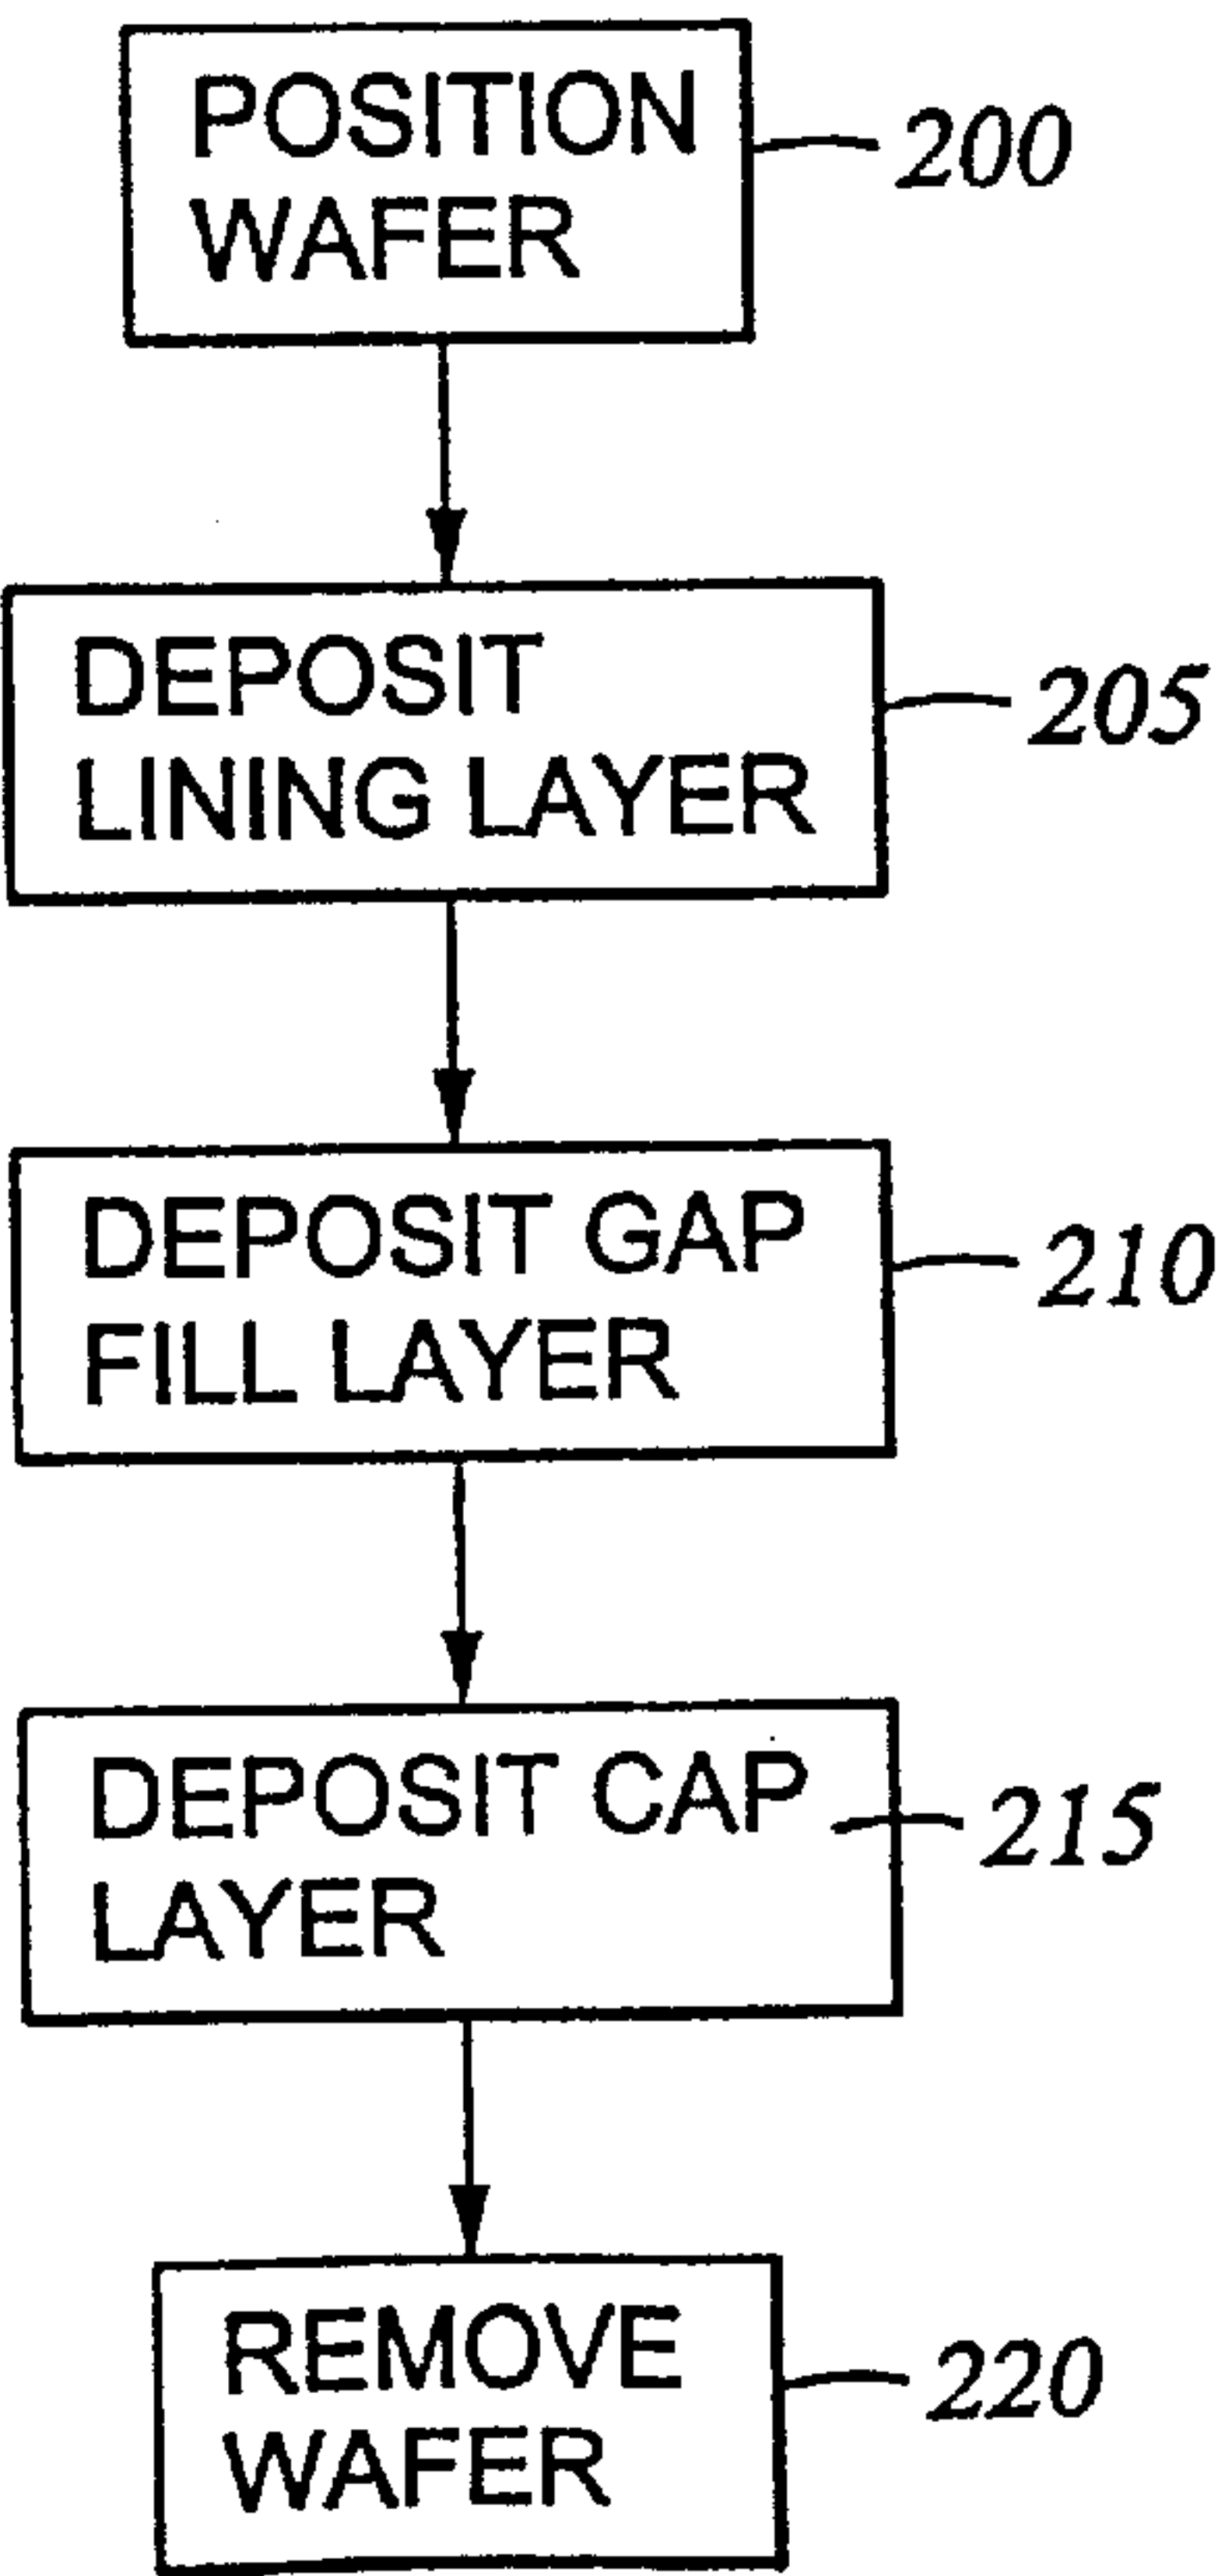 POSITION
WAFER
200
DEPOSIT
LINING LAYER
205
DEPOSIT GAP
FILL LAYER
210
DEPOSIT CAP
LAYER
215
REMOVE
WAFER
220